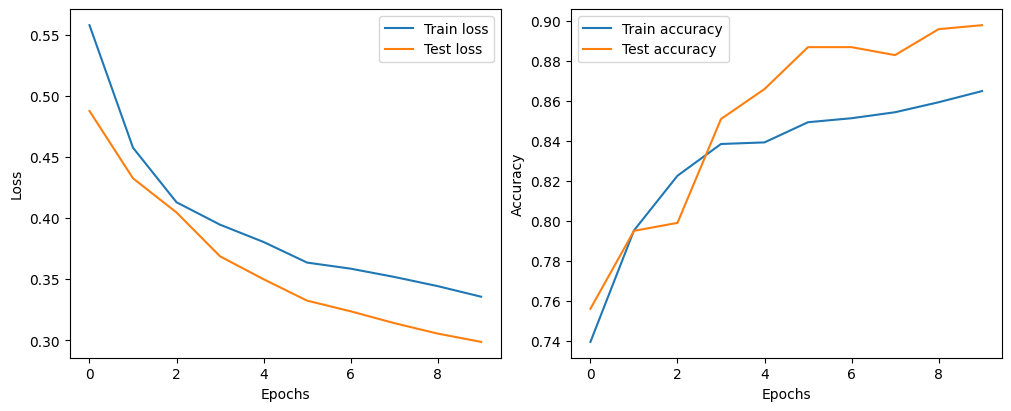 0.55
0.50
0.45
0.40
0.35
0.30
Loss
0 2 4 6 8
Epochs
Train loss
Test loss
0.90
0.88
0.86
0.84
0.82
0.80
0.78
0.76
0.74
Accuracy
0 2 4 6 8
Epochs
Train accuracy
Test accuracy